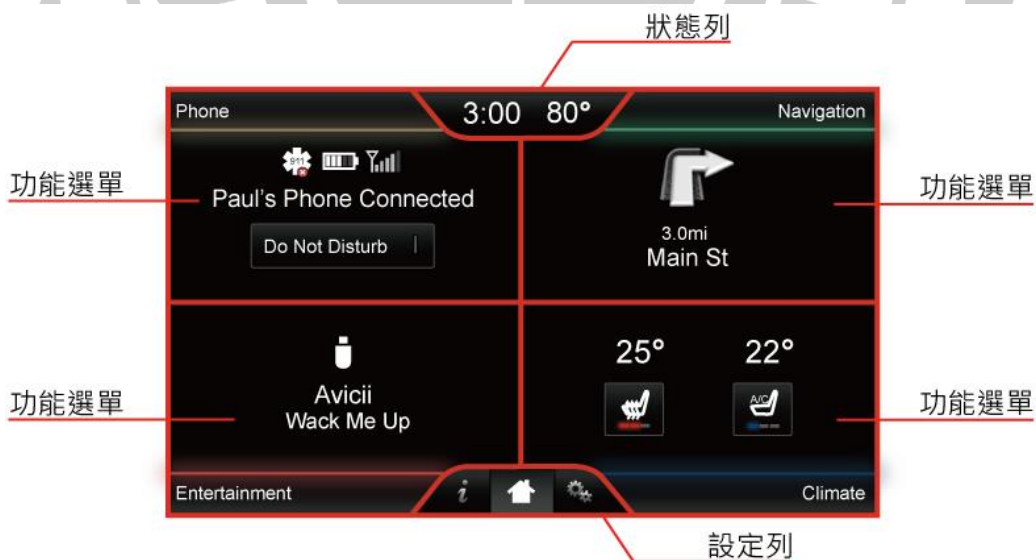 狀態列
Phone
3:00 80°
Navigation
911
功能選單
Paul's Phone Connected
功能選單
Do Not Disturb
3.0mi
Main St
25° 22°
功能選單
Avicii
Wack Me Up
A/C
功能選單
Entertainment
i
Climate
設定列